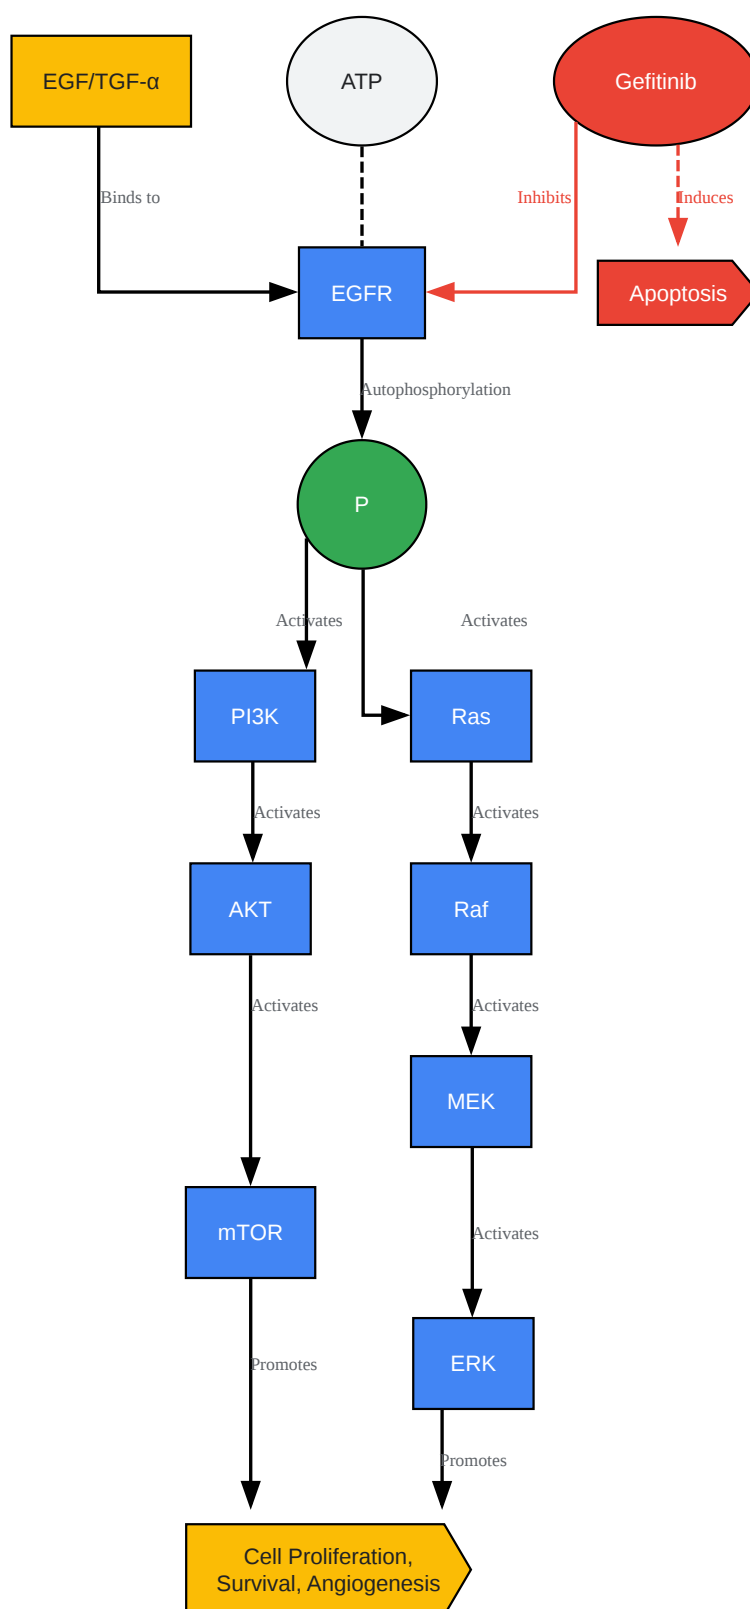 EGF/TGF-α
ATP
Gefitinib
Binds to
Inhibits
Induces
EGFR
Apoptosis
Autophosphorylation
P
Activates
Activates
PI3K
Ras
Activates
Activates
AKT
Raf
Activates
Activates
MEK
mTOR
Activates
Promotes
ERK
Promotes
Cell Proliferation,
Survival, Angiogenesis